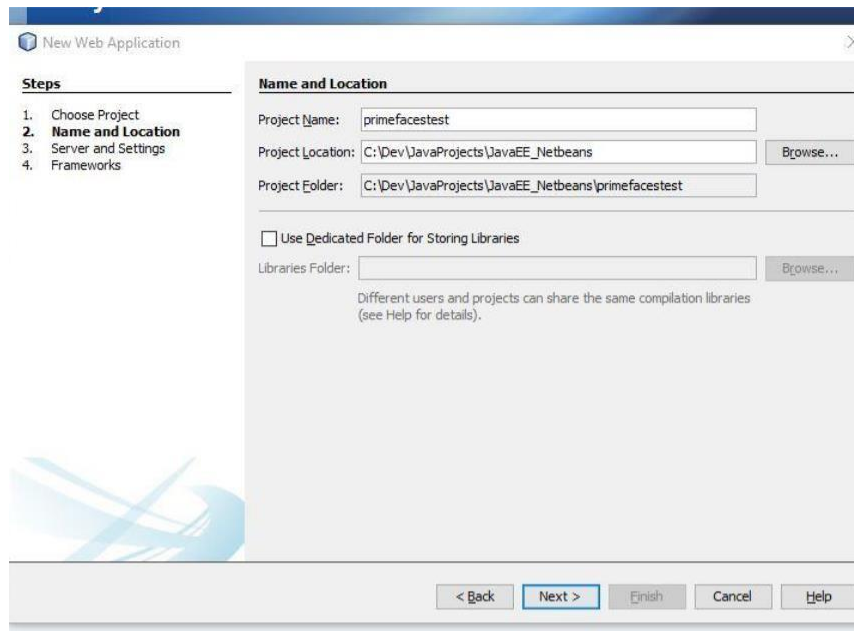 New Web Application
Steps
1. Choose Project
2. Name and Location
3. Server and Settings
4. Frameworks
Name and Location
Project Name: primefacestest
Project Location: C:\Dev\JavaProjects\JavaEE_Netbeans Browse...
Project Folder: C:\Dev\JavaProjects\JavaEE_Netbeans\primefacestest
Use Dedicated Folder for Storing Libraries
Libraries Folder: Browse...
Different users and projects can share the same compilation libraries
(see Help for details).
< Back Next > Finish Cancel Help